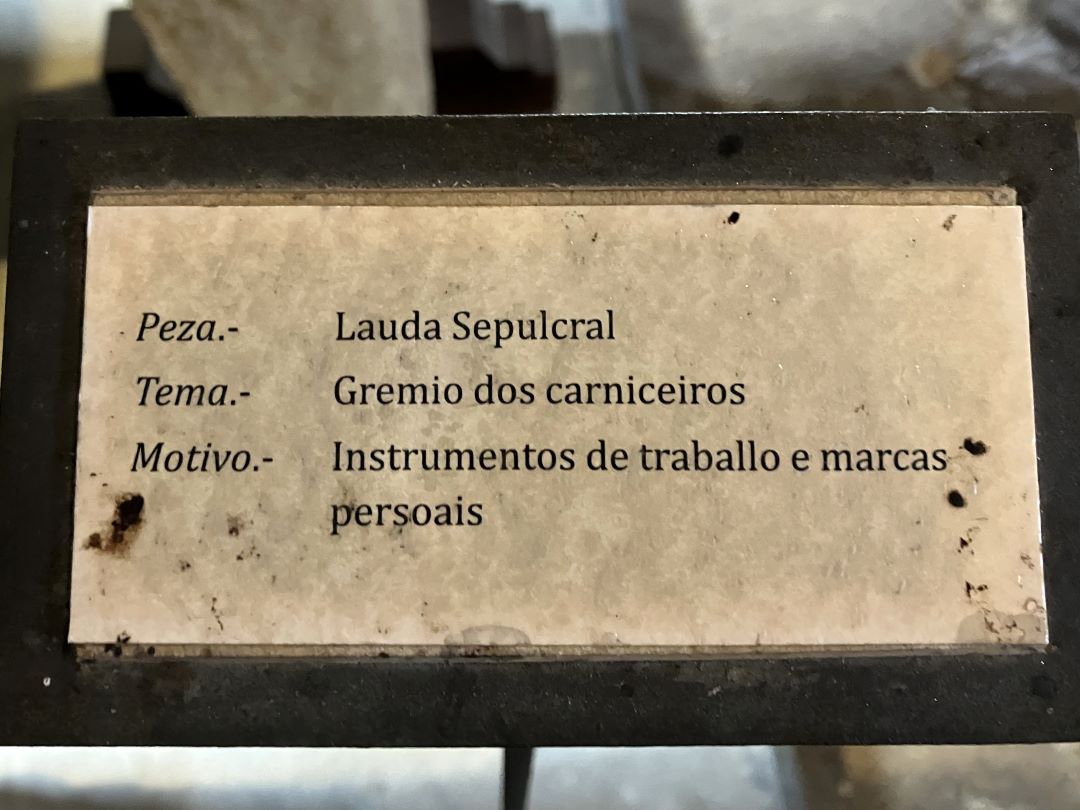 Peza.- Lauda Sepulcral
Tema.- Gremio dos carniceiros
Motivo.- Instrumentos de traballo e marcas
persoais